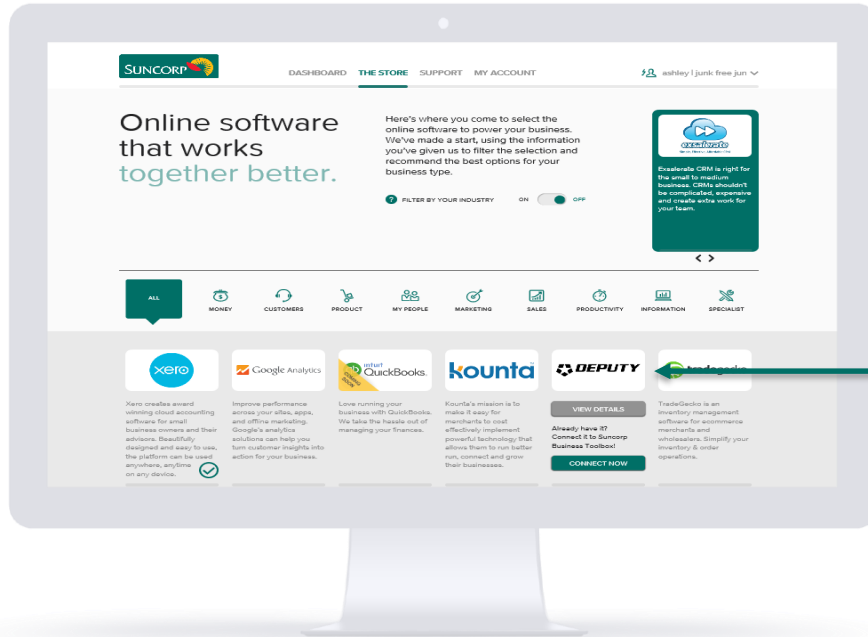 SUNCORP
DASHBOARD THE STORE SUPPORT MY ACCOUNT
ashley | junk free jun
Online software
that works
together better.
Here's where you come to select the
online software to power your business.
We've made a start, using the information
you've given us to filter the selection and
recommend the best options for your
business type.
? FILTER BY YOUR INDUSTRY ON OFF
exsalerate
Exsalerate CRM is right for
the small to medium
business. CRMs shouldn't
be complicated, expensive
and create extra work for
your team.
< >
ALL
MONEY
CUSTOMERS
PRODUCT
MY PEOPLE
MARKETING
SALES
PRODUCTIVITY
INFORMATION
SPECIALIST
xero
Xero creates award
winning cloud accounting
software for small
business owners and their
advisors. Beautifully
designed and easy to use,
the platform can be used
anywhere, anytime
on any device.
Google Analytics
Improve performance
across your sites, apps,
and offline marketing.
Google's analytics
solutions can help you
turn customer insights into
action for your business.
intuit
QuickBooks.
COMING
SOON
Love running your
business with QuickBooks.
We take the hassle out of
managing your finances.
kounta
Kounta's mission is to
make it easy for
merchants to cost
effectively implement
powerful technology that
allows them to run better
run, connect and grow
their businesses.
DEPUTY
VIEW DETAILS
Already have it?
Connect it to Suncorp
Business Toolbox!
CONNECT NOW
tradegecko
TradeGecko is an
inventory management
software for ecommerce
merchants and
wholesalers. Simplify your
inventory & order
operations.